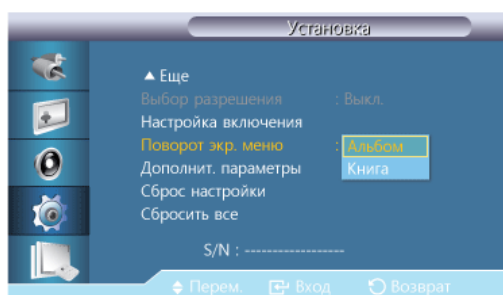 Установка
▲ Еще
Выбор разрешения : Выкл.
Настройка включения
Поворот экр. меню : Альбом
Дополнит. параметры Книга
Сброс настройки
Сбросить все
S/N : ------------------
Перем. Вход Возврат